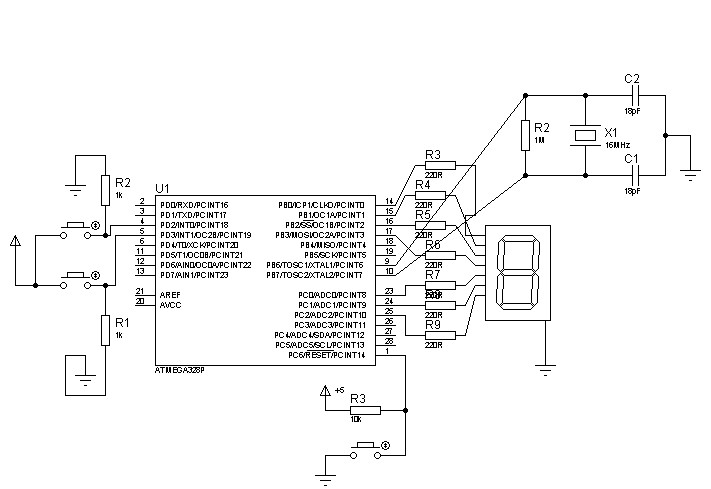 C2
18pF
R2
1M
X1
16MHz
C1
18pF
R2
1k
U1
2 PD0/RXD/PCINT16
3 PD1/TXD/PCINT17
4 PD2/INT0/PCINT18
5 PD3/INT1/OC2B/PCINT19
6 PD4/T0/XCK/PCINT20
11 PD5/T1/OC0B/PCINT21
12 PD6/AIN0/OC0A/PCINT22
13 PD7/AIN1/PCINT23
21 AREF
20 AVCC
PB0/ICP1/CLKO/PCINT0 14
PB1/OC1A/PCINT1 15
PB2/SS/OC1B/PCINT2 16
PB3/MOSI/OC2A/PCINT3 17
PB4/MISO/PCINT4 18
PB5/SCK/PCINT5 19
PB6/TOSC1/XTAL1/PCINT6 9
PB7/TOSC2/XTAL2/PCINT7 10
PC0/ADC0/PCINT8 23
PC1/ADC1/PCINT9 24
PC2/ADC2/PCINT10 25
PC3/ADC3/PCINT11 26
PC4/ADC4/SDA/PCINT12 27
PC5/ADC5/SCL/PCINT13 28
PC6/RESET/PCINT14 1
ATMEGA328P
R3
220R
R4
220R
R5
220R
R6
220R
R7
220R
R9
220R
R1
1k
+5
R3
10k